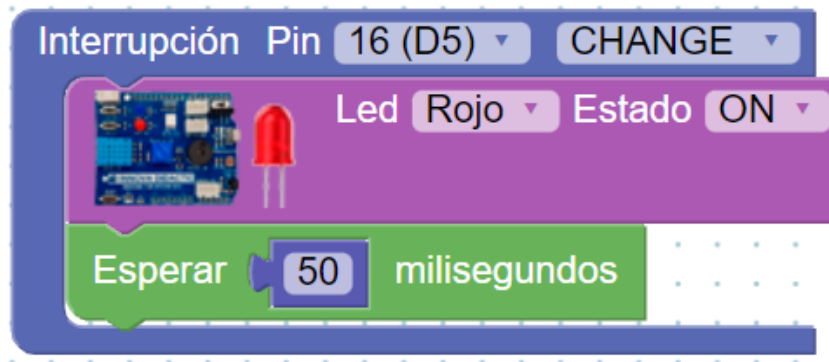 Interrupción Pin 16 (D5) CHANGE
Led Rojo Estado ON
Esperar 50 milisegundos